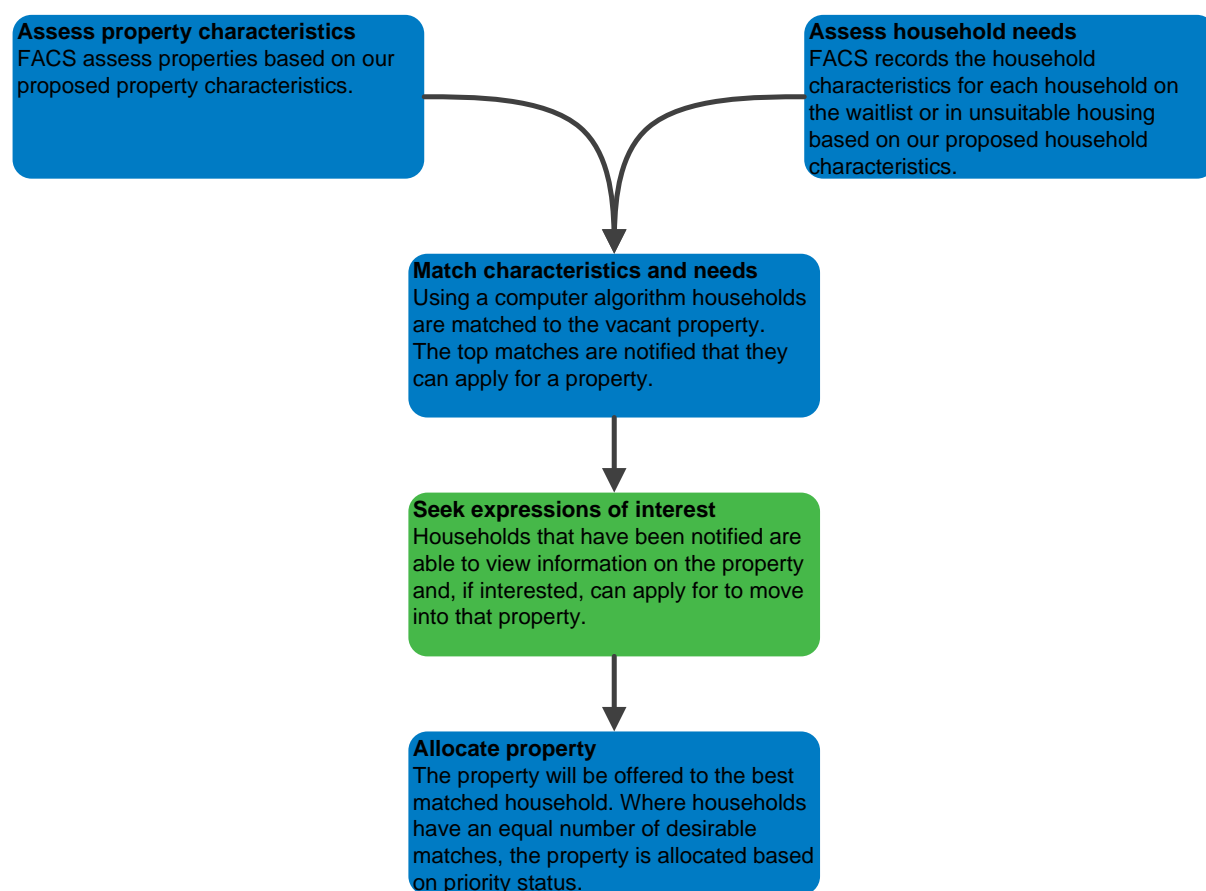 Assess property characteristics
FACS assess properties based on our
proposed property characteristics.
Assess household needs
FACS records the household
characteristics for each household on
the waitlist or in unsuitable housing
based on our proposed household
characteristics.
Match characteristics and needs
Using a computer algorithm households
are matched to the vacant property.
The top matches are notified that they
can apply for a property.
Seek expressions of interest
Households that have been notified are
able to view information on the property
and, if interested, can apply for to move
into that property.
Allocate property
The property will be offered to the best
matched household. Where households
have an equal number of desirable
matches, the property is allocated based
on priority status.